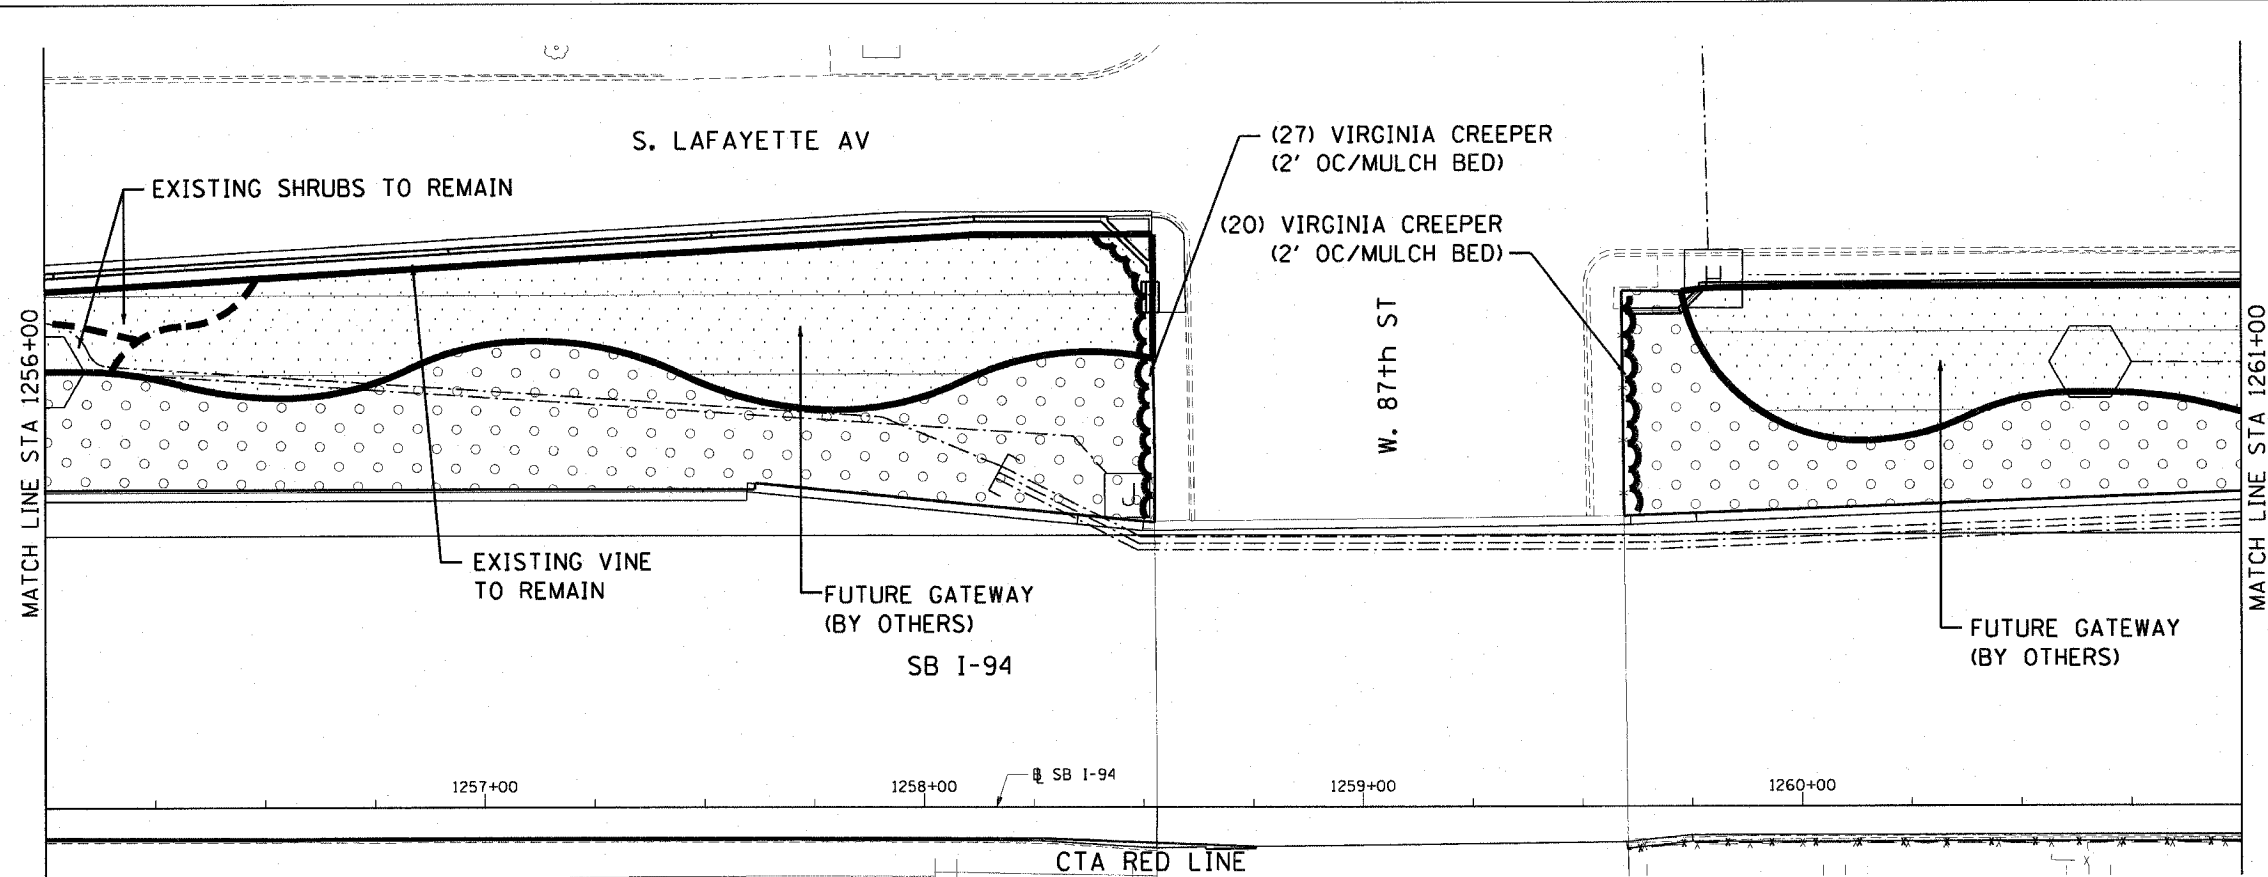 S. LAFAYETTE AV
(27) VIRGINIA CREEPER
(2' OC/MULCH BED)
EXISTING SHRUBS TO REMAIN
(20) VIRGINIA CREEPER
(2' OC/MULCH BED)
H
W. 87th ST
MATCH LINE STA 1256+00
MATCH LINE STA 1261+00
H
J
EXISTING VINE
TO REMAIN
FUTURE GATEWAY
(BY OTHERS)
FUTURE GATEWAY
(BY OTHERS)
SB I-94
1257+00
1258+00
℄ SB I-94
1259+00
1260+00
CTA RED LINE